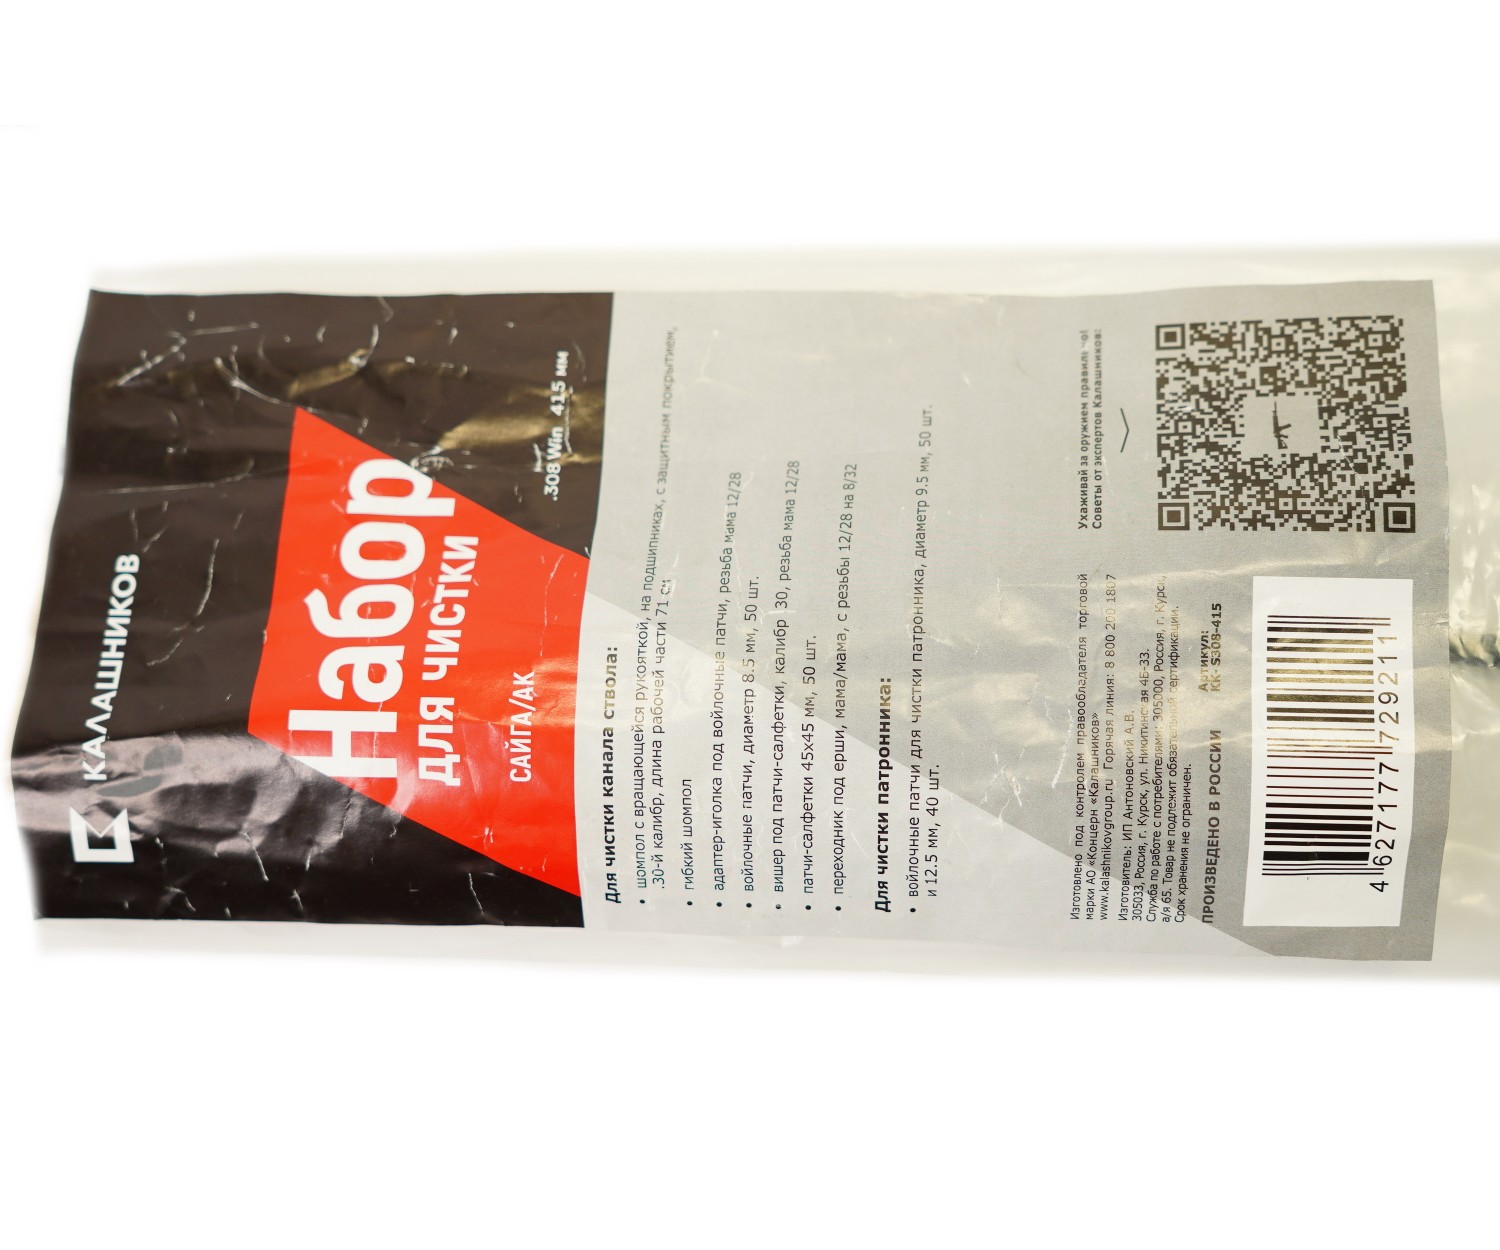 КАЛАШНИКОВ
Набор
для чистки
САЙГА/АК
.308 Win 415 мм
Для чистки канала ствола:
• шомпол с вращающейся рукояткой, на подшипниках, с защитным покрытием,
.30-й калибр, длина рабочей части 71 см
• гибкий шомпол
• адаптер-иголка под войлочные патчи, резьба мама 12/28
• войлочные патчи, диаметр 8.5 мм, 50 шт.
• вишер под патчи-салфетки, калибр 30, резьба мама 12/28
• патчи-салфетки 45х45 мм, 50 шт.
• переходник под ерши, мама/мама, с резьбы 12/28 на 8/32
Для чистки патронника:
• войлочные патчи для чистки патронника, диаметр 9.5 мм, 50 шт.
и 12.5 мм, 40 шт.
Изготовлено под контролем правообладателя торговой
марки АО «Концерн «Калашников»
www.kalashnikovgroup.ru Горячая линия: 8 800 200 1807
Изготовитель: ИП Антоновский А.В.
305033, Россия, г. Курск, ул. Никитинская 4Б-33.
Служба по работе с потребителями: 305000, Россия, г. Курск,
а/я 65. Товар не подлежит обязательной сертификации.
Срок хранения не ограничен.
ПРОИЗВЕДЕНО В РОССИИ
Артикул:
КК-S308-415
Ухаживай за оружием правильно!
Советы от экспертов Калашников:
4 627177 729211